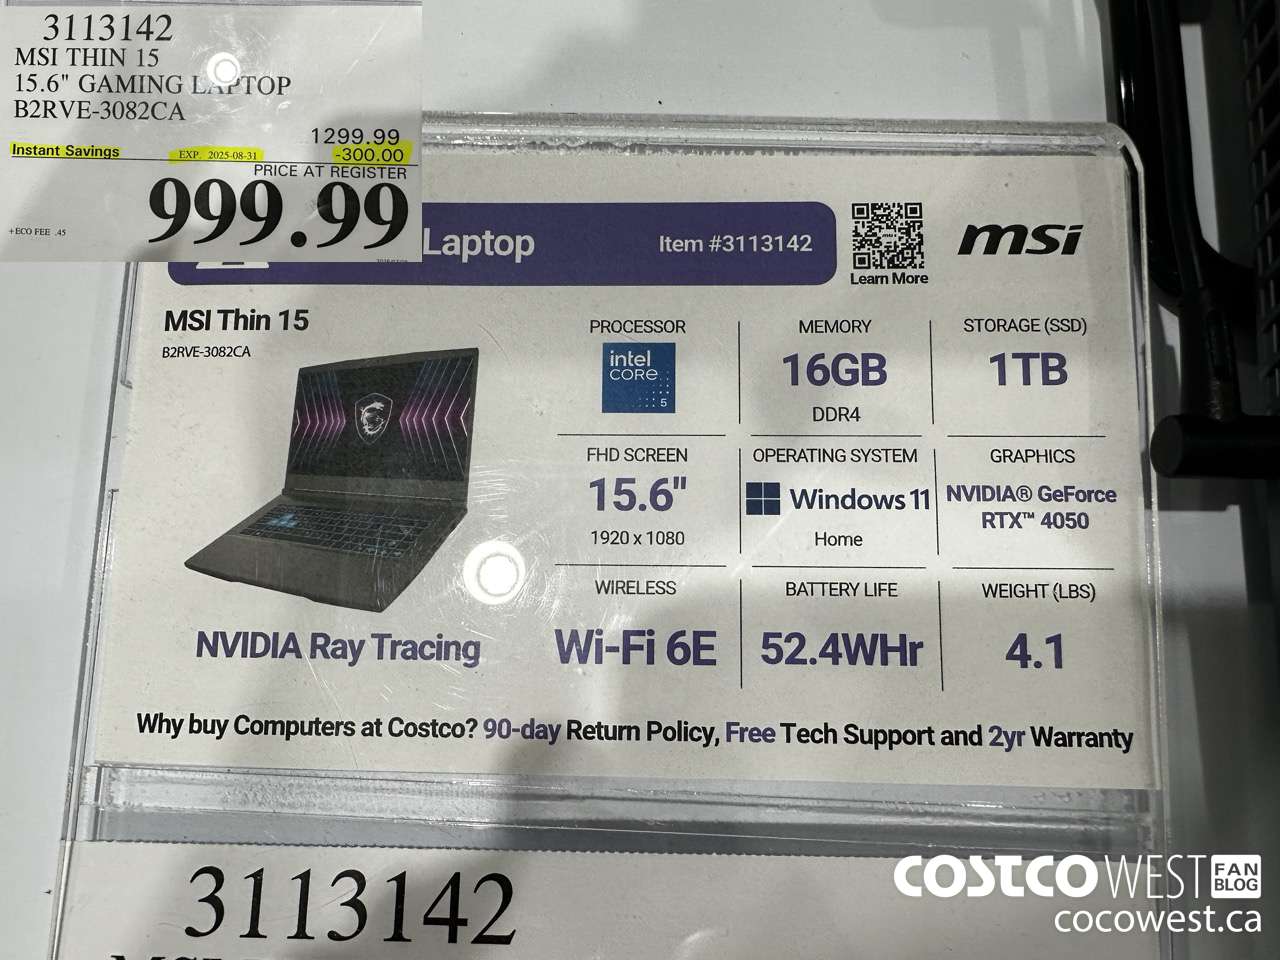 3113142
MSI THIN 15
15.6" GAMING LAPTOP
B2RVE-3082CA
1299.99
Instant Savings EXP. 2025-08-31 -300.00
PRICE AT REGISTER
999.99
+ECO FEE .45
Laptop
Item #3113142
Learn More
msi
MSI Thin 15
B2RVE-3082CA
PROCESSOR
intel
CORE
5
MEMORY
16GB
DDR4
STORAGE (SSD)
1TB
FHD SCREEN
15.6"
1920 x 1080
OPERATING SYSTEM
Windows 11
Home
GRAPHICS
NVIDIA® GeForce
RTX™ 4050
WIRELESS
Wi-Fi 6E
BATTERY LIFE
52.4WHr
WEIGHT (LBS)
4.1
NVIDIA Ray Tracing
Why buy Computers at Costco? 90-day Return Policy, Free Tech Support and 2yr Warranty
3113142
COSTCO WEST FAN BLOG
cocowest.ca